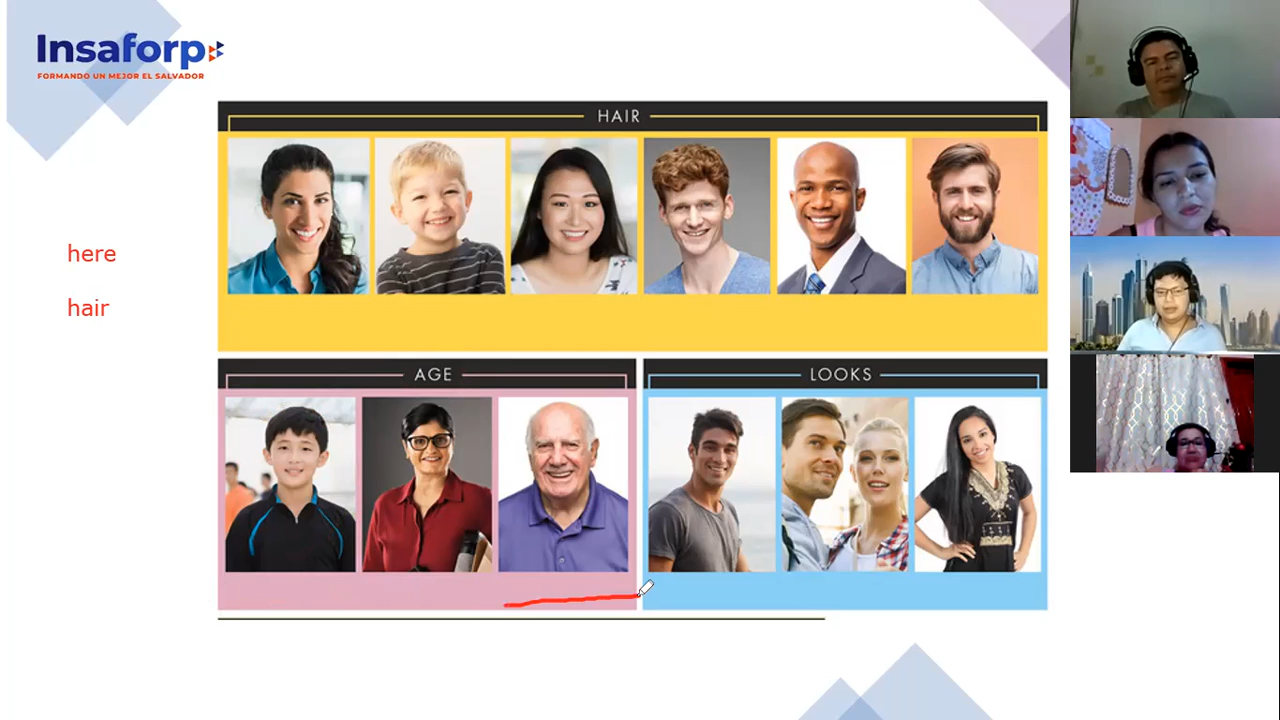 Insaforp
FORMANDO UN MEJOR EL SALVADOR
HAIR
here
hair
AGE
LOOKS